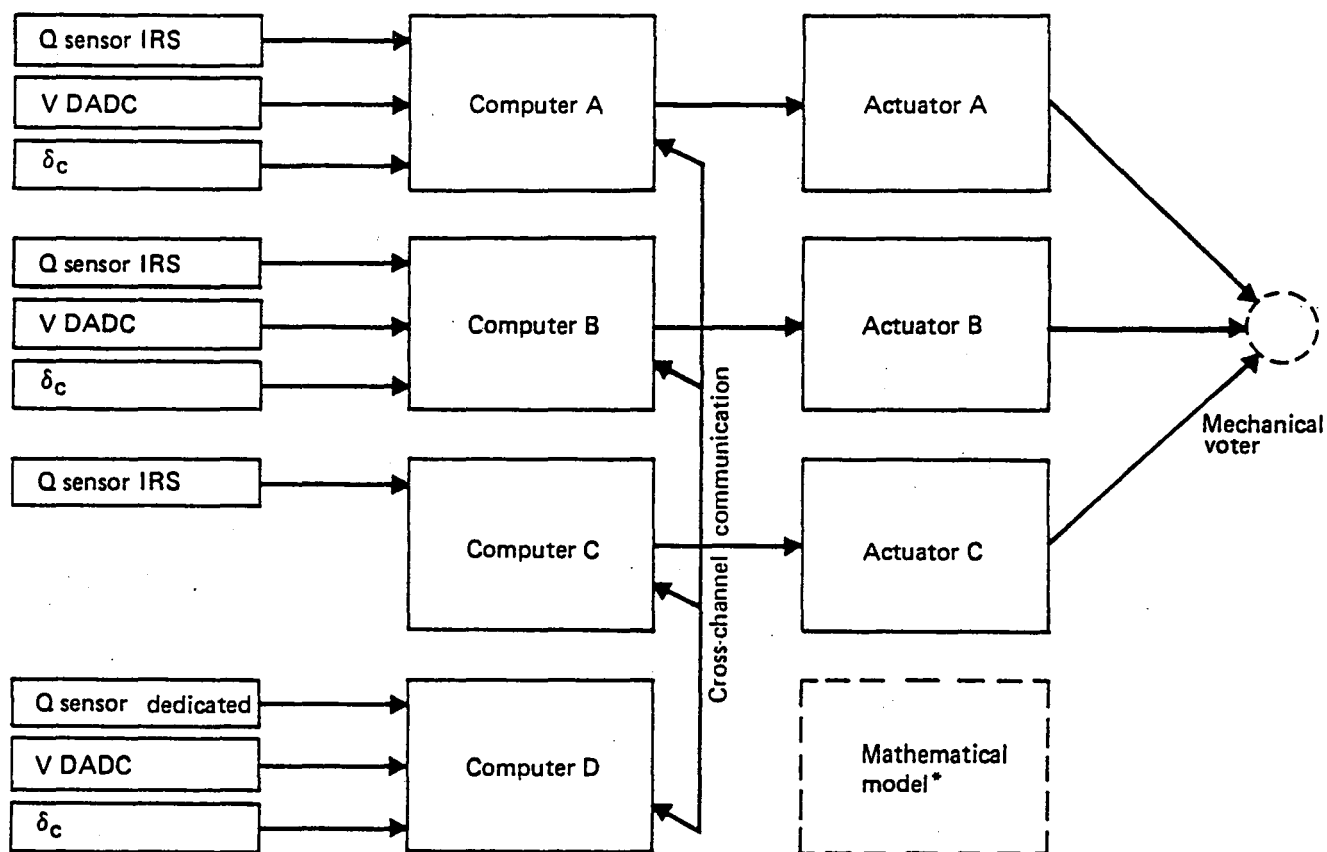 Q sensor IRS
V DADC
δc
Computer A
Actuator A
Q sensor IRS
V DADC
δc
Computer B
Actuator B
Mechanical
voter
Q sensor IRS
Computer C
Actuator C
Cross-channel communication
Q sensor dedicated
V DADC
δc
Computer D
Mathematical
model*